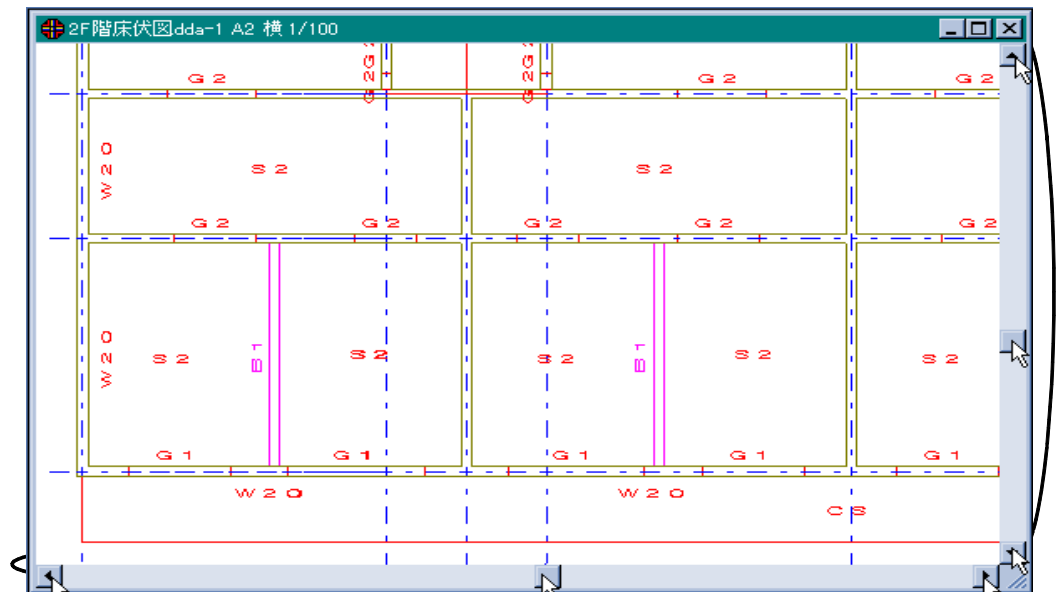 2F階床伏図dda-1 A2 横 1/100
G2 G2 G2 G2 G2
W20 S2 S2
G2 G2 G2 G2 G2
W20 S2 B1 S2 S2 B1 S2 S2
G1 G1 G1 G1 G1
W20 W20
CS